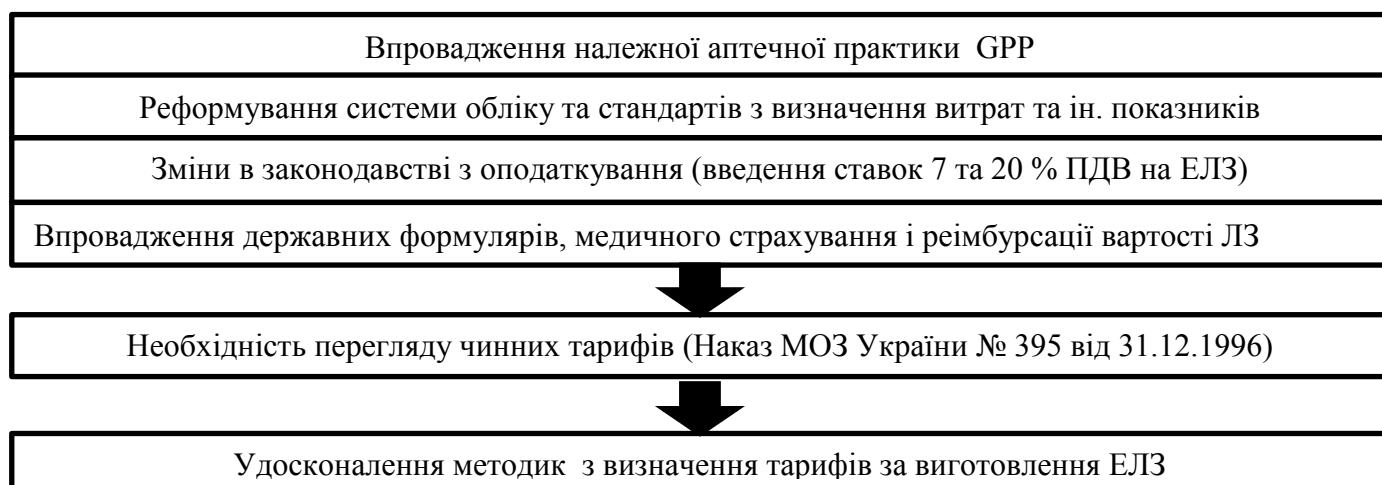 Впровадження належної аптечної практики GPP
Реформування системи обліку та стандартів з визначення витрат та ін. показників
Зміни в законодавстві з оподаткування (введення ставок 7 та 20 % ПДВ на ЕЛЗ)
Впровадження державних формулярів, медичного страхування і реімбурсації вартості ЛЗ
Необхідність перегляду чинних тарифів (Наказ МОЗ України № 395 від 31.12.1996)
Удосконалення методик з визначення тарифів за виготовлення ЕЛЗ